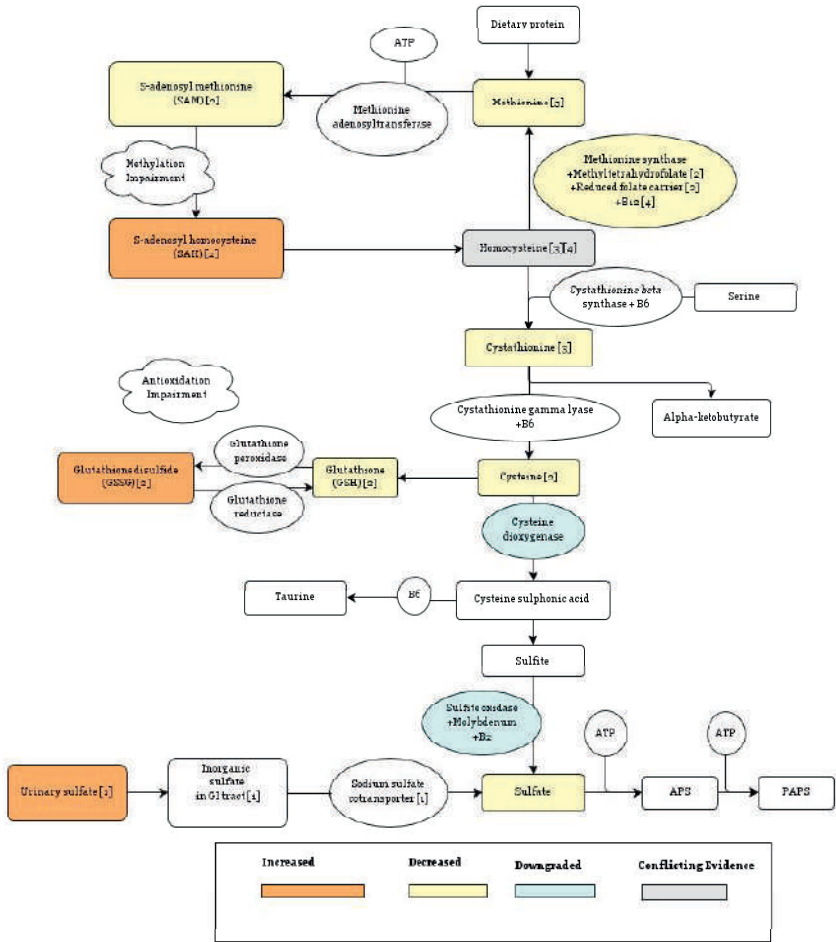 Dietary protein
ATP
S-adenosyl methionine
(SAM)[2]
Methionine
adenosyltransferase
Methionine [3]
Methylation
Impairment
Methionine synthase
+Methyltetrahydrofolate [2]
+Reduced folate carrier [2]
+B12[4]
S-adenosyl homocysteine
(SAH)[2]
Homocysteine [3][4]
Cystathionine beta
synthase + B6
Serine
Cystathionine [3]
Antioxidation
Impairment
Cystathionine gamma lyase
+B6
Alpha-ketobutyrate
Glutathione
peroxidase
Glutathione disulfide
(GSSG)[2]
Glutathione
(GSH)[2]
Cysteine [2]
Glutathione
reductase
Cysteine
dioxygenase
Taurine
B6
Cysteine sulphonic acid
Sulfite
Sulfite oxidase
+Molybdenum
+B2
ATP
ATP
Urinary sulfate [1]
Inorganic
sulfate
in GI tract [1]
Sodium sulfate
cotransporter [1]
Sulfate
APS
PAPS
Increased
Decreased
Downgraded
Conflicting Evidence